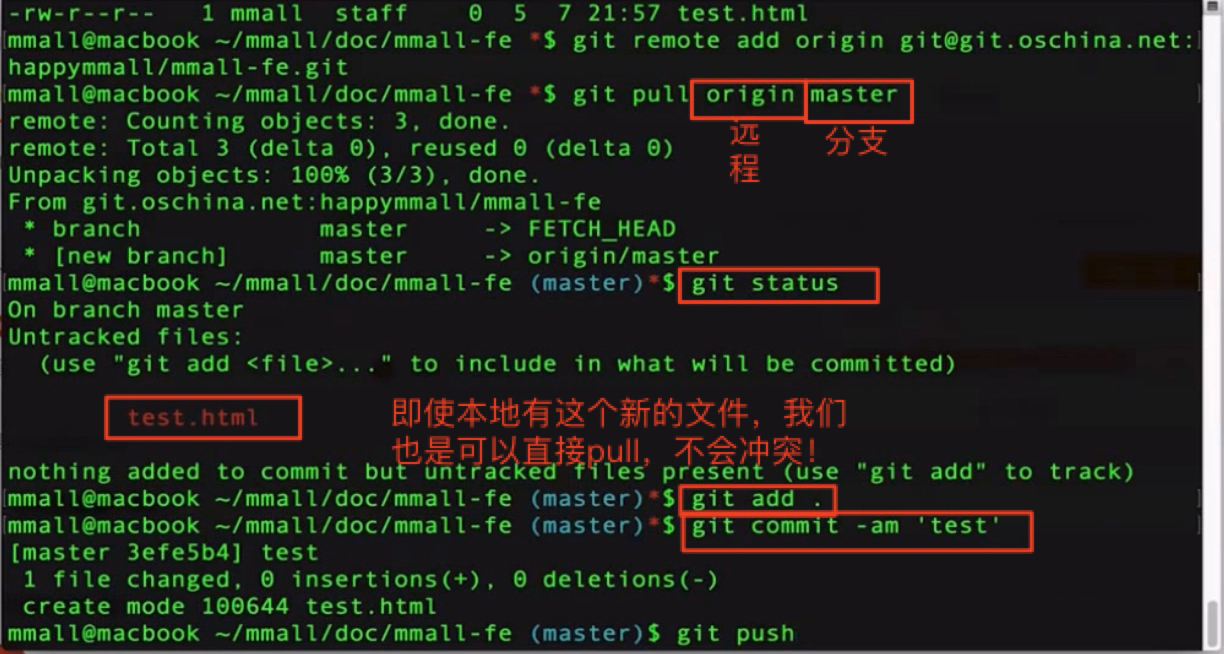 -rw-r--r-- 1 mmall staff 0 5 7 21:57 test.html
mmall@macbook ~/mmall/doc/mmall-fe *$ git remote add origin git@git.oschina.net:
happymmall/mmall-fe.git
mmall@macbook ~/mmall/doc/mmall-fe *$ git pull origin master
远程
分支
remote: Counting objects: 3, done.
remote: Total 3 (delta 0), reused 0 (delta 0)
Unpacking objects: 100% (3/3), done.
From git.oschina.net:happymmall/mmall-fe
* branch master -> FETCH_HEAD
* [new branch] master -> origin/master
mmall@macbook ~/mmall/doc/mmall-fe (master)*$ git status
On branch master
Untracked files:
(use "git add <file>..." to include in what will be committed)
test.html
即使本地有这个新的文件，我们
也是可以直接pull，不会冲突！
nothing added to commit but untracked files present (use "git add" to track)
mmall@macbook ~/mmall/doc/mmall-fe (master)*$ git add .
mmall@macbook ~/mmall/doc/mmall-fe (master)*$ git commit -am 'test'
[master 3efe5b4] test
1 file changed, 0 insertions(+), 0 deletions(-)
create mode 100644 test.html
mmall@macbook ~/mmall/doc/mmall-fe (master)$ git push